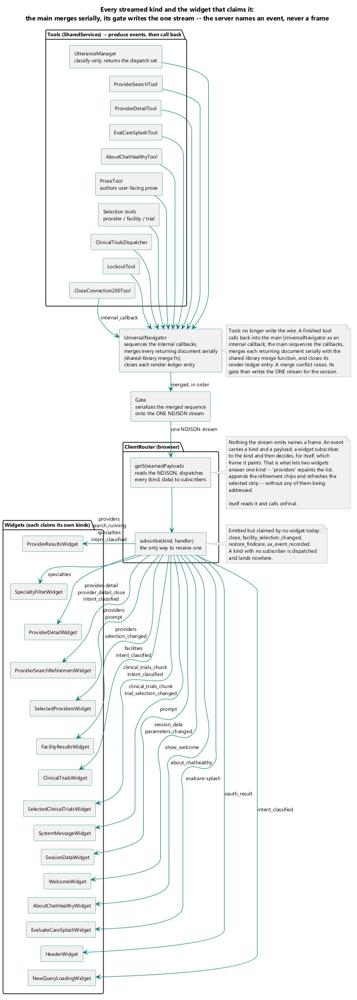 Every streamed kind and the widget that claims it:
the main merges serially, its gate writes the one stream -- the server names an event, never a frame
Tools (SharedServices) -- produce events, then call back
UtteranceManager
classify-only: returns the dispatch set
ProviderSearchTool
ProviderDetailTool
EvalCareSplashTool
AboutChatHealthyTool
ProseTool
authors user-facing prose
Selection tools
provider / facility / trial
ClinicalTrialsDispatcher
LockoutTool
CloseConnection200Tool
internal_callback
UniversalNavigator
sequences the internal callbacks,
merges every returning document serially
(shared-library merge fn),
closes each render-ledger entry
Tools no longer write the wire. A finished tool
calls back into the main UniversalNavigator as an
internal callback; the main sequences the callbacks,
merges each returning document serially with the
shared-library merge function, and closes its
render-ledger entry. A merge conflict raises. Its
gate then writes the ONE stream for the session.
merged, in order
Gate
serializes the merged sequence
onto the ONE NDJSON stream
one NDJSON stream
ClientRouter (browser)
getStreamedPayloads
reads the NDJSON, dispatches
every {kind, data} to subscribers
Nothing the stream emits names a frame. An event
carries a kind and a payload; a widget subscribes
to the kind and then decides, for itself, which
frame it paints. That is what lets two widgets
answer one kind -- 'providers' repaints the list,
appends the refinement chips and refreshes the
selected strip -- without any of them being
addressed.
itself reads it and calls onFinal.
subscribe(kind, handler)
the only way to receive one
Emitted but claimed by no widget today:
close, facility_selection_changed,
restore_findcare, ux_event_recorded.
A kind with no subscriber is dispatched
and lands nowhere.
Widgets (each claims its own kinds)
providers
search_running
specialties
intent_classified
ProviderResultsWidget
specialties
SpecialtyFilterWidget
provider-detail
provider_detail_close
intent_classified
ProviderDetailWidget
providers
prompt
ProviderSearchRefinementWidget
providers
selection_changed
SelectedProvidersWidget
facilities
intent_classified
FacilityResultsWidget
clinical_trials_chunk
intent_classified
ClinicalTrialsWidget
clinical_trials_chunk
trial_selection_changed
SelectedClinicalTrialsWidget
prompt
SystemMessageWidget
session_data
parameters_changed
SessionDataWidget
show_welcome
WelcomeWidget
about_chathealthy
AboutChatHealthyWidget
evalcare-splash
EvaluateCareSplashWidget
oauth_result
HeaderWidget
intent_classified
NewQueryLoadingWidget